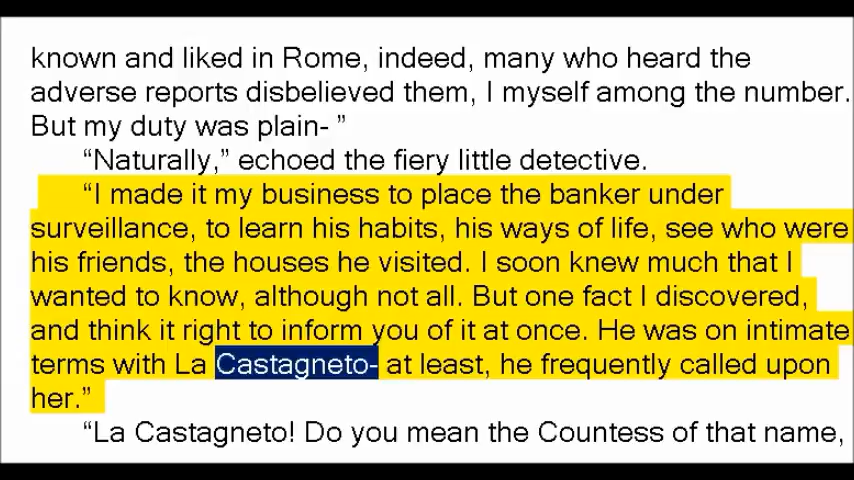 known and liked in Rome, indeed, many who heard the
adverse reports disbelieved them, I myself among the number.
But my duty was plain- ”
“Naturally,” echoed the fiery little detective.
“I made it my business to place the banker under
surveillance, to learn his habits, his ways of life, see who were
his friends, the houses he visited. I soon knew much that I
wanted to know, although not all. But one fact I discovered,
and think it right to inform you of it at once. He was on intimate
terms with La Castagneto- at least, he frequently called upon
her.”
“La Castagneto! Do you mean the Countess of that name,